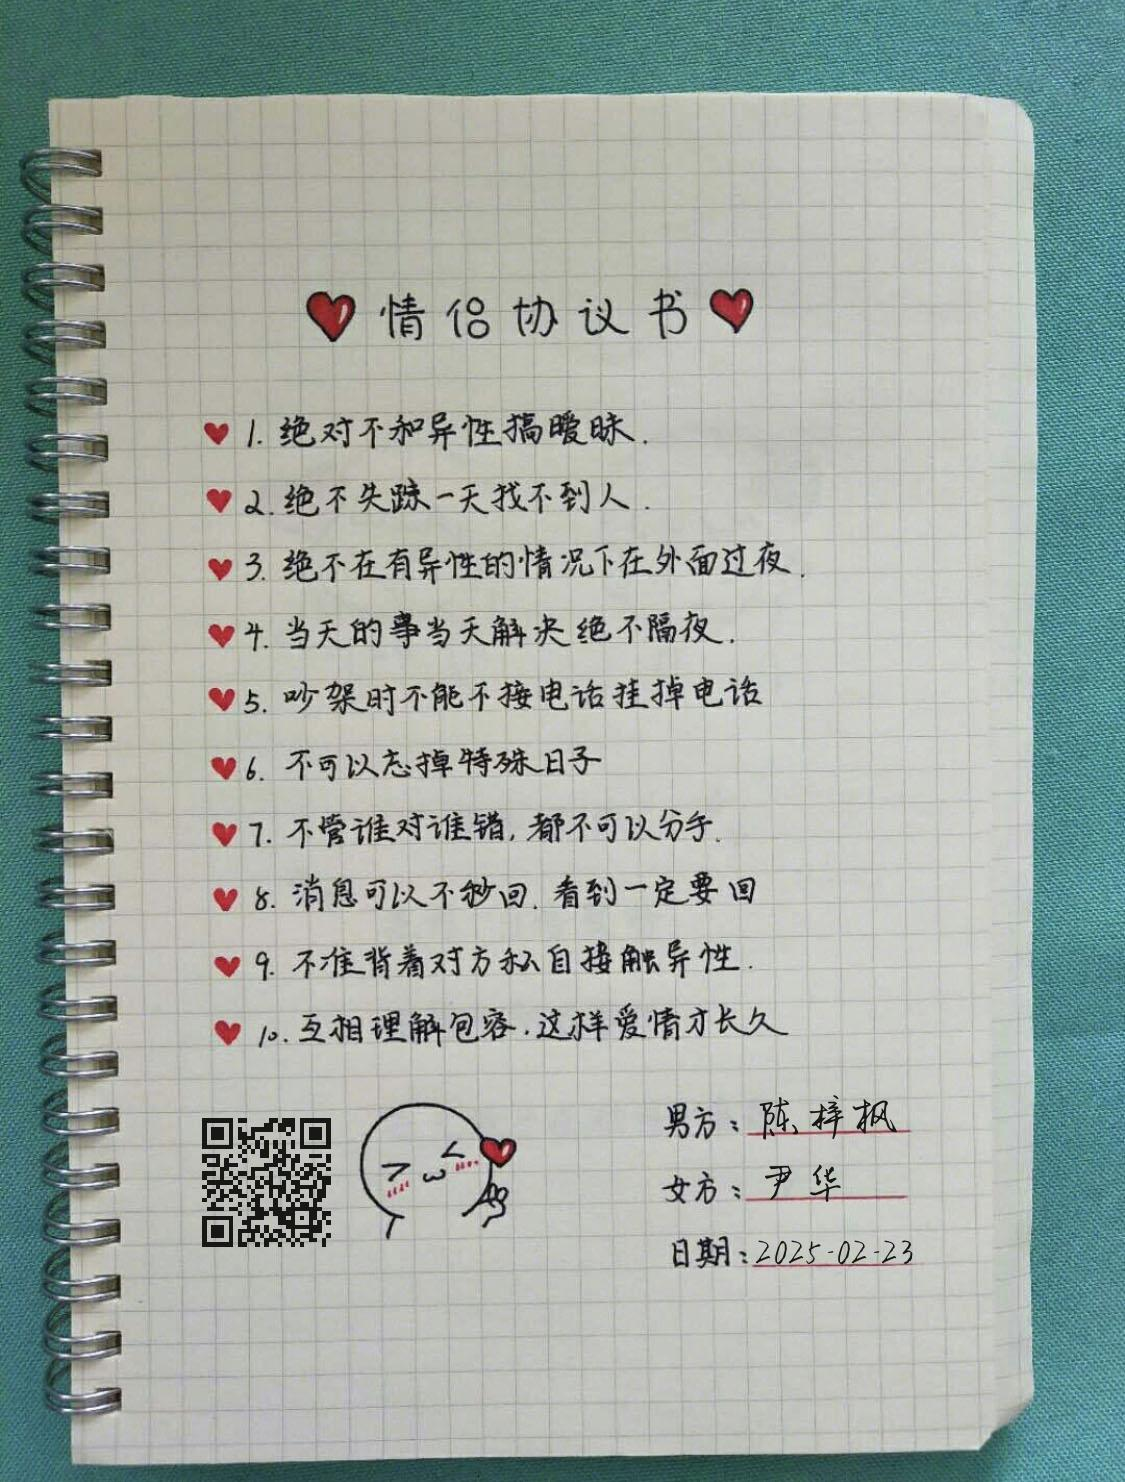 情侣协议书
1. 绝对不和异性搞暧昧.
2. 绝不失踪一天找不到人.
3. 绝不在有异性的情况下在外面过夜.
4. 当天的事当天解决绝不隔夜.
5. 吵架时不能不接电话挂掉电话
6. 不可以忘掉特殊日子
7. 不管谁对谁错,都不可以分手.
8. 消息可以不秒回.看到一定要回
9. 不准背着对方私自接触异性.
10. 互相理解包容.这样爱情才长久
男方:陈梓枫
女方:尹华
日期:2025-02-23